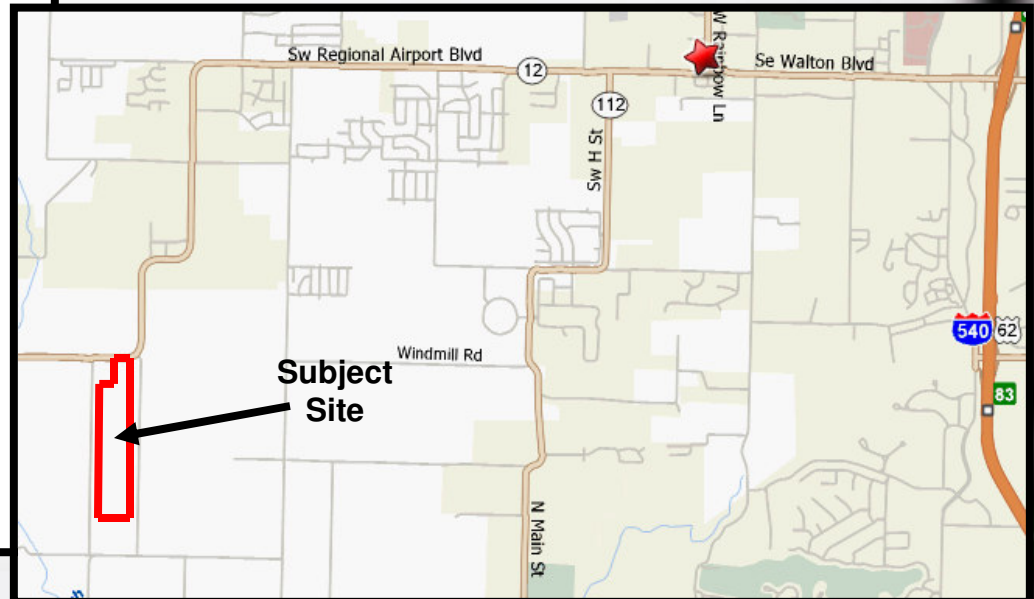 Sw Regional Airport Blvd
12
W Rainbow Ln
Se Walton Blvd
112
Sw H St
540
62
Windmill Rd
Subject
Site
83
N Main St